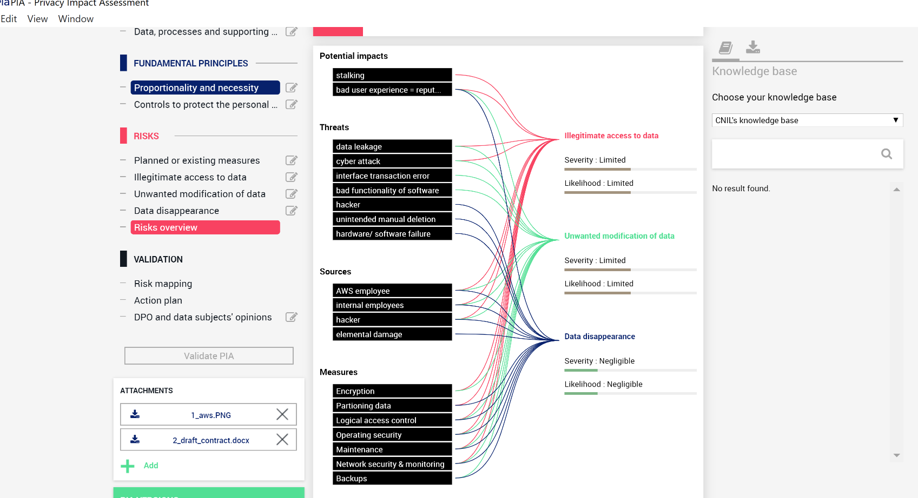 PIA - Privacy Impact Assessment
Edit View Window
Data, processes and supporting ...
FUNDAMENTAL PRINCIPLES
Proportionality and necessity
Controls to protect the personal ...
RISKS
Planned or existing measures
Illegitimate access to data
Unwanted modification of data
Data disappearance
Risks overview
VALIDATION
Risk mapping
Action plan
DPO and data subjects' opinions
Validate PIA
ATTACHMENTS
1_aws.PNG
2_draft_contract.docx
Add
Potential impacts
stalking
bad user experience = reput...
Threats
data leakage
cyber attack
interface transaction error
bad functionality of software
hacker
unintended manual deletion
hardware/ software failure
Sources
AWS employee
internal employees
hacker
elemental damage
Measures
Encryption
Partioning data
Logical access control
Operating security
Maintenance
Network security & monitoring
Backups
Illegitimate access to data
Severity : Limited
Likelihood : Limited
Unwanted modification of data
Severity : Limited
Likelihood : Limited
Data disappearance
Severity : Negligible
Likelihood : Negligible
Knowledge base
Choose your knowledge base
CNIL's knowledge base
No result found.